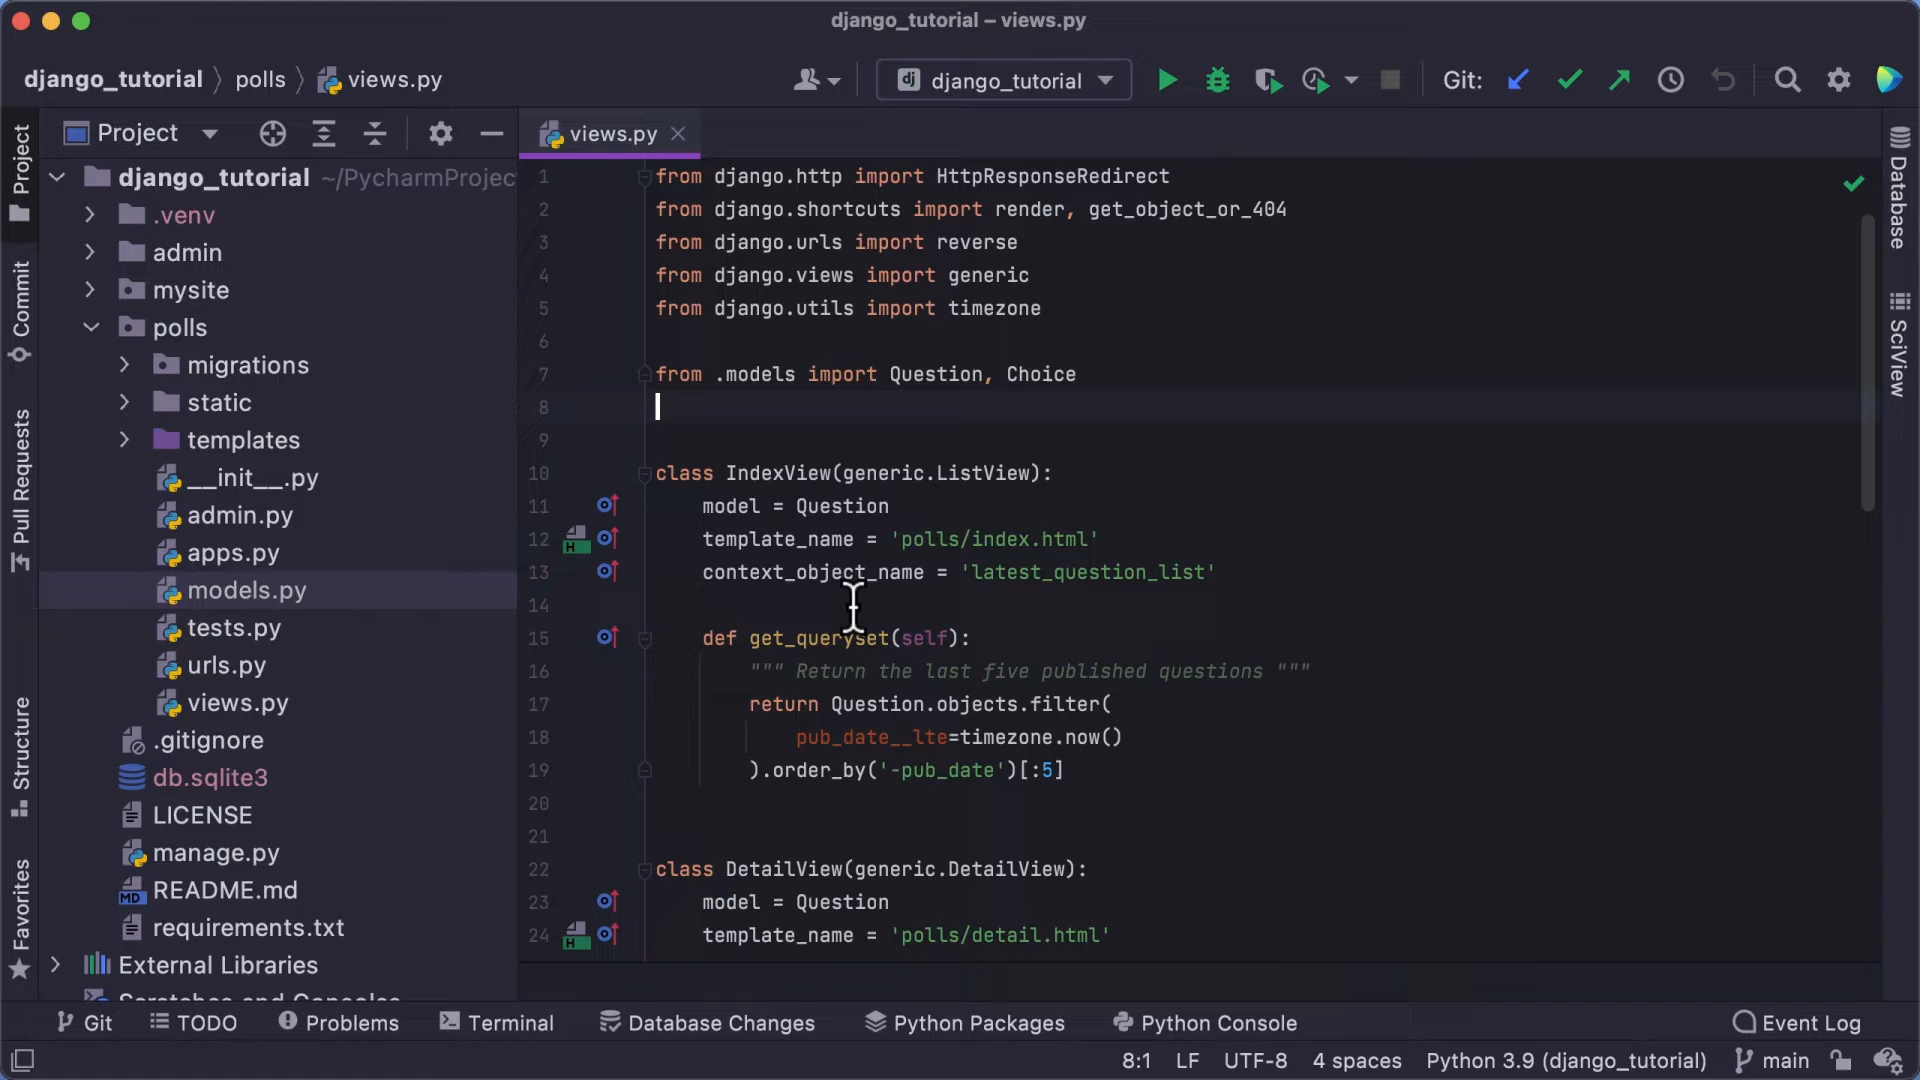 django_tutorial – views.py
django_tutorial polls views.py
django_tutorial
Git:
Project
Commit
Pull Requests
Structure
Favorites
Project
django_tutorial ~/PycharmProjec
.venv
admin
mysite
polls
migrations
static
templates
__init__.py
admin.py
apps.py
models.py
tests.py
urls.py
views.py
.gitignore
db.sqlite3
LICENSE
manage.py
README.md
requirements.txt
External Libraries
Scratches and Consoles
views.py
1 from django.http import HttpResponseRedirect
2 from django.shortcuts import render, get_object_or_404
3 from django.urls import reverse
4 from django.views import generic
5 from django.utils import timezone
6
7 from .models import Question, Choice
8
9
10 class IndexView(generic.ListView):
11 model = Question
12 template_name = 'polls/index.html'
13 context_object_name = 'latest_question_list'
14
15 def get_queryset(self):
16 """ Return the last five published questions """
17 return Question.objects.filter(
18 pub_date__lte=timezone.now()
19 ).order_by('-pub_date')[:5]
20
21
22 class DetailView(generic.DetailView):
23 model = Question
24 template_name = 'polls/detail.html'
Database
SciView
Git TODO Problems Terminal Database Changes Python Packages Python Console Event Log
8:1 LF UTF-8 4 spaces Python 3.9 (django_tutorial) main